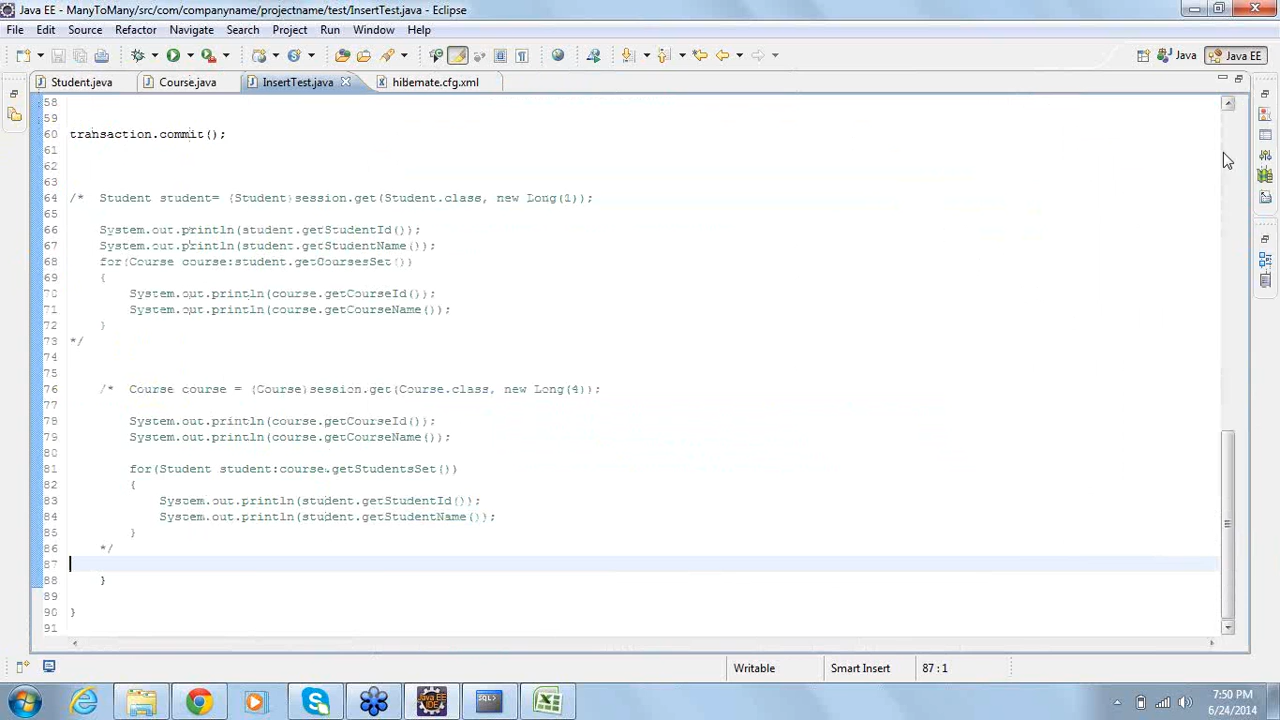 Java EE - ManyToMany/src/com/companyname/projectname/test/InsertTest.java - Eclipse
File Edit Source Refactor Navigate Search Project Run Window Help
Java Java EE
Student.java Course.java InsertTest.java hibernate.cfg.xml
58
59
60 transaction.commit();
61
62
63
64 /* Student student= (Student)session.get(Student.class, new Long(1));
65
66 System.out.println(student.getStudentId());
67 System.out.println(student.getStudentName());
68 for(Course course:student.getCoursesSet())
69 {
70 System.out.println(course.getCourseId());
71 System.out.println(course.getCourseName());
72 }
73 */
74
75
76 /* Course course = (Course)session.get(Course.class, new Long(4));
77
78 System.out.println(course.getCourseId());
79 System.out.println(course.getCourseName());
80
81 for(Student student:course.getStudentsSet())
82 {
83 System.out.println(student.getStudentId());
84 System.out.println(student.getStudentName());
85 }
86 */
87
88 }
89
90 }
91
Writable Smart Insert 87 : 1
Java EE IDE
SQL>
7:50 PM
6/24/2014